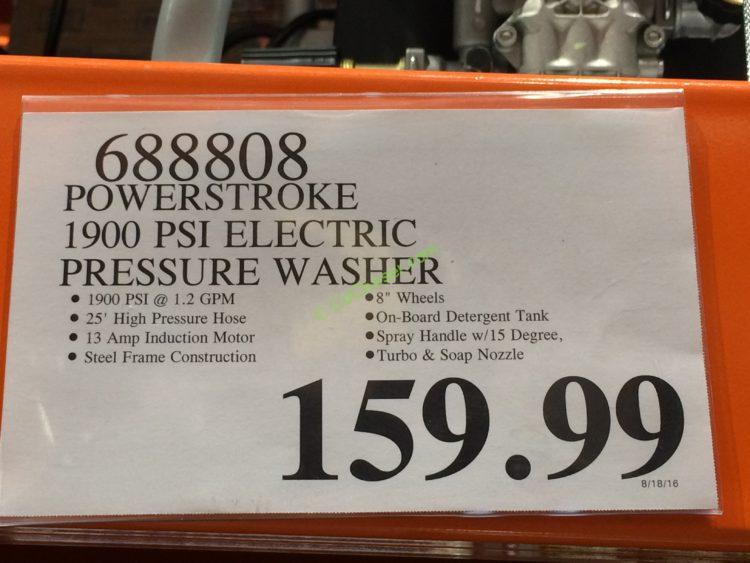 688808
POWERSTROKE
1900 PSI ELECTRIC
PRESSURE WASHER
• 1900 PSI @ 1.2 GPM
• 25' High Pressure Hose
• 13 Amp Induction Motor
• Steel Frame Construction
• 8" Wheels
• On-Board Detergent Tank
• Spray Handle w/15 Degree,
• Turbo & Soap Nozzle
159.99
8/18/16